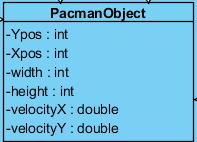 PacmanObject
-Ypos : int
-Xpos : int
-width : int
-height : int
-velocityX : double
-velocityY : double